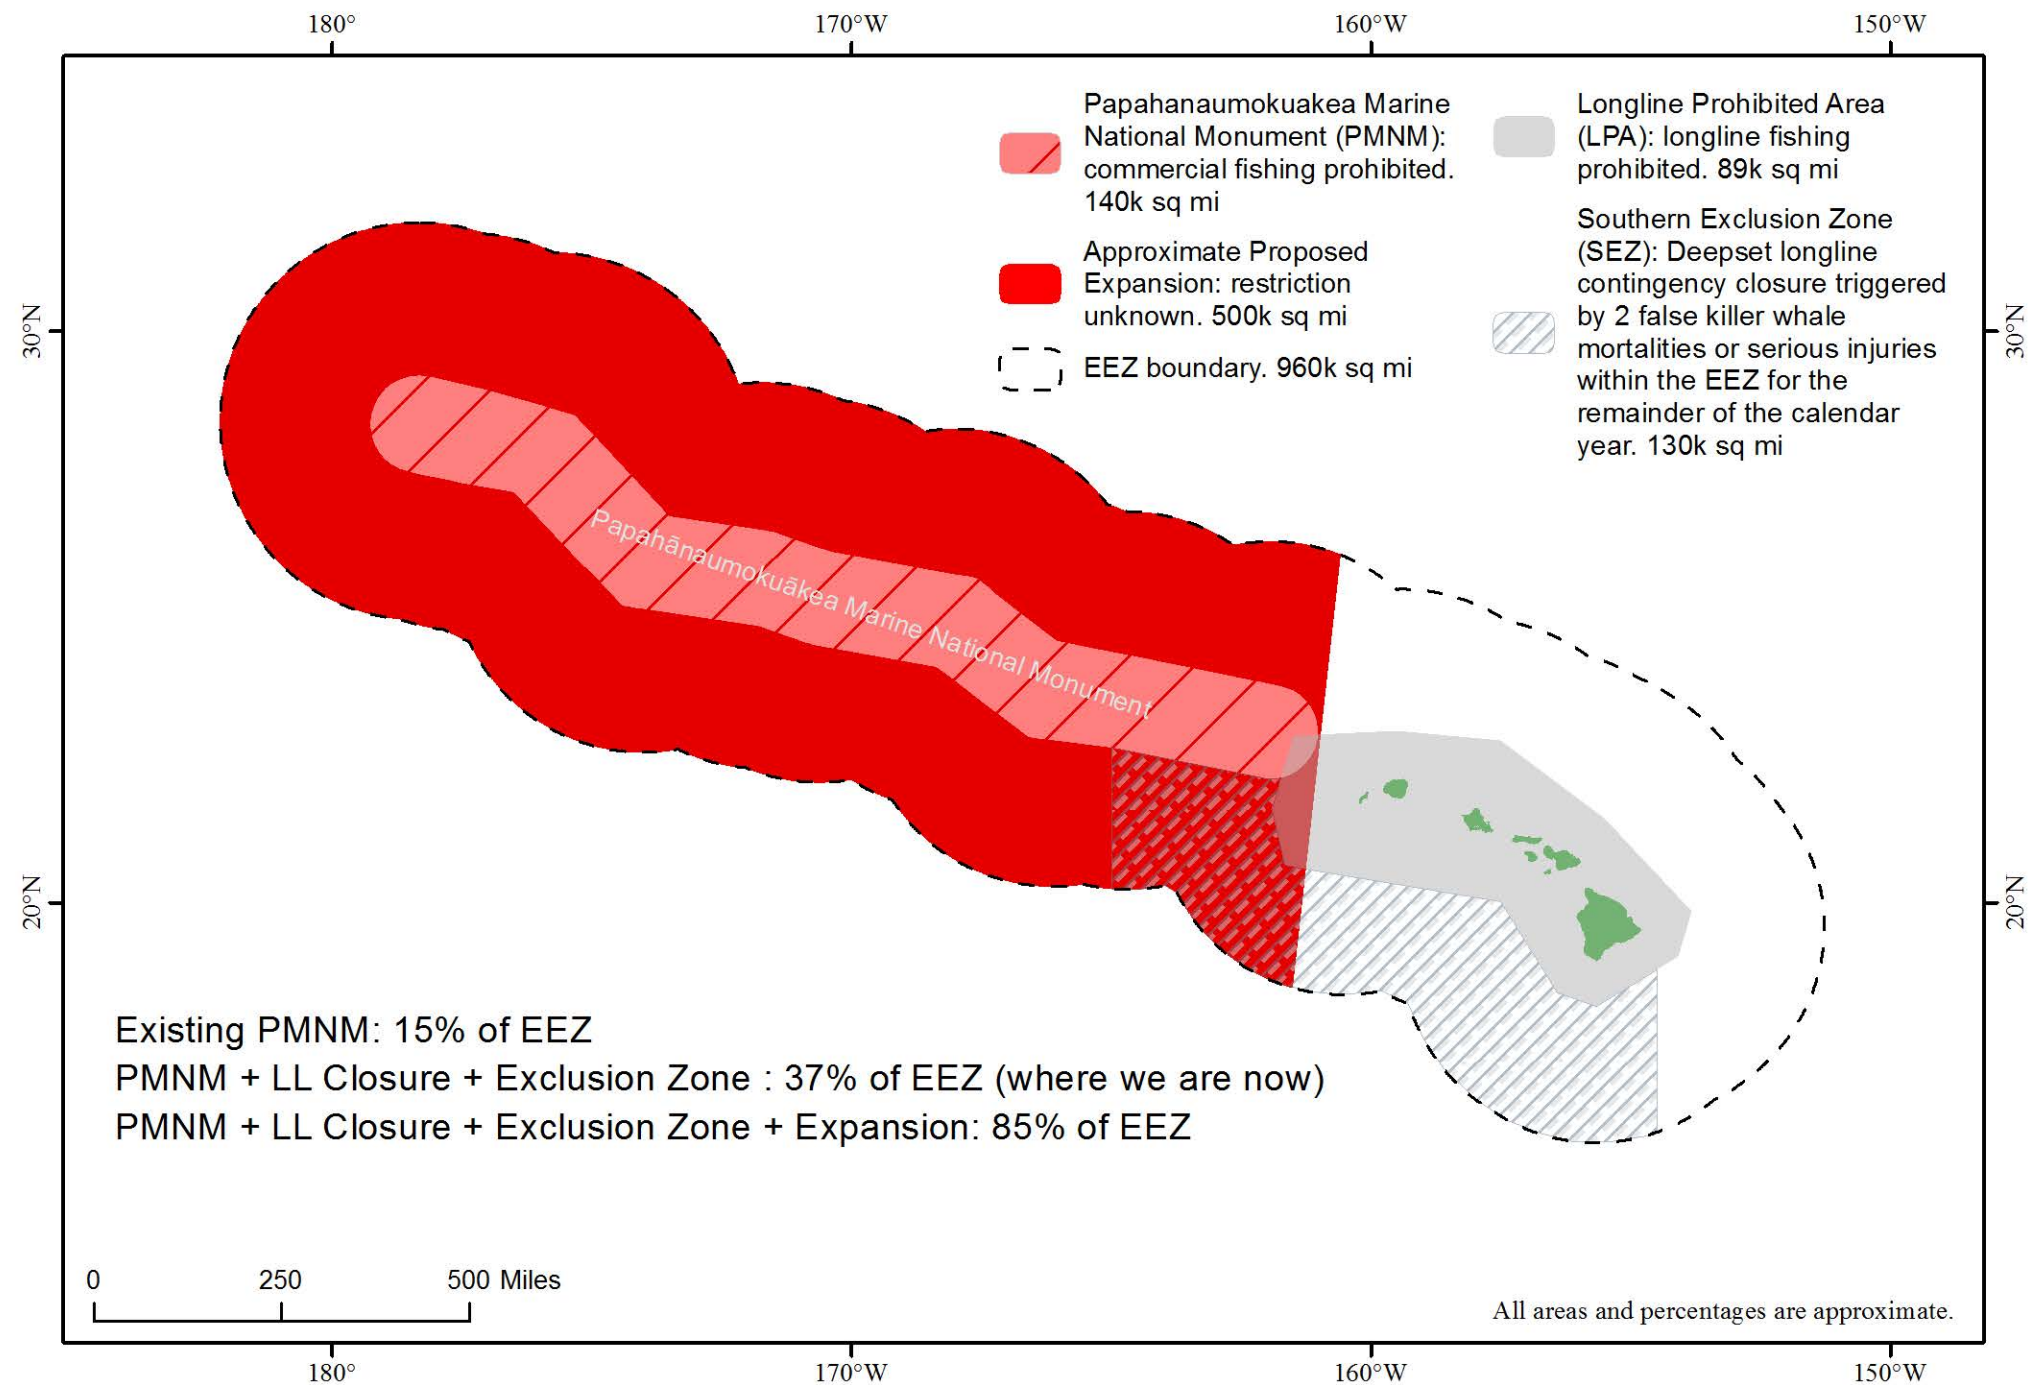 180°
170°W
160°W
150°W
Papahanaumokuakea Marine
National Monument (PMNM):
commercial fishing prohibited.
140k sq mi
Approximate Proposed
Expansion: restriction
unknown. 500k sq mi
EEZ boundary. 960k sq mi
Longline Prohibited Area
(LPA): longline fishing
prohibited. 89k sq mi
Southern Exclusion Zone
(SEZ): Deepset longline
contingency closure triggered
by 2 false killer whale
mortalities or serious injuries
within the EEZ for the
remainder of the calendar
year. 130k sq mi
30°N
30°N
Papahānaumokuākea Marine National Monument
20°N
20°N
Existing PMNM: 15% of EEZ
PMNM + LL Closure + Exclusion Zone : 37% of EEZ (where we are now)
PMNM + LL Closure + Exclusion Zone + Expansion: 85% of EEZ
0 250 500 Miles
All areas and percentages are approximate.
180°
170°W
160°W
150°W